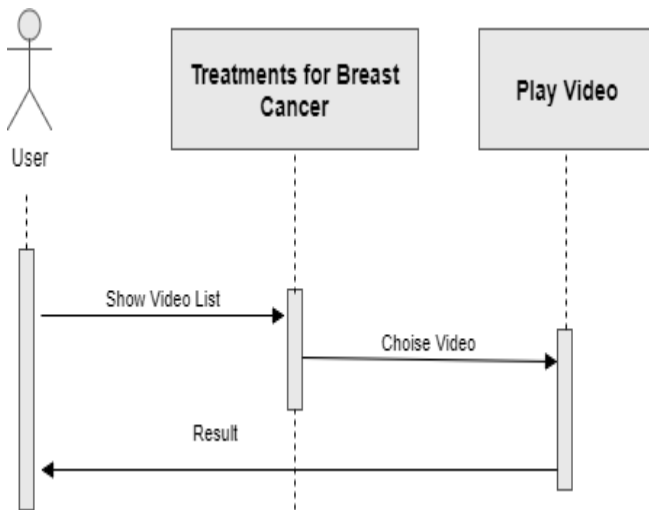 Treatments for Breast
Cancer
Play Video
User
Show Video List
Choise Video
Result